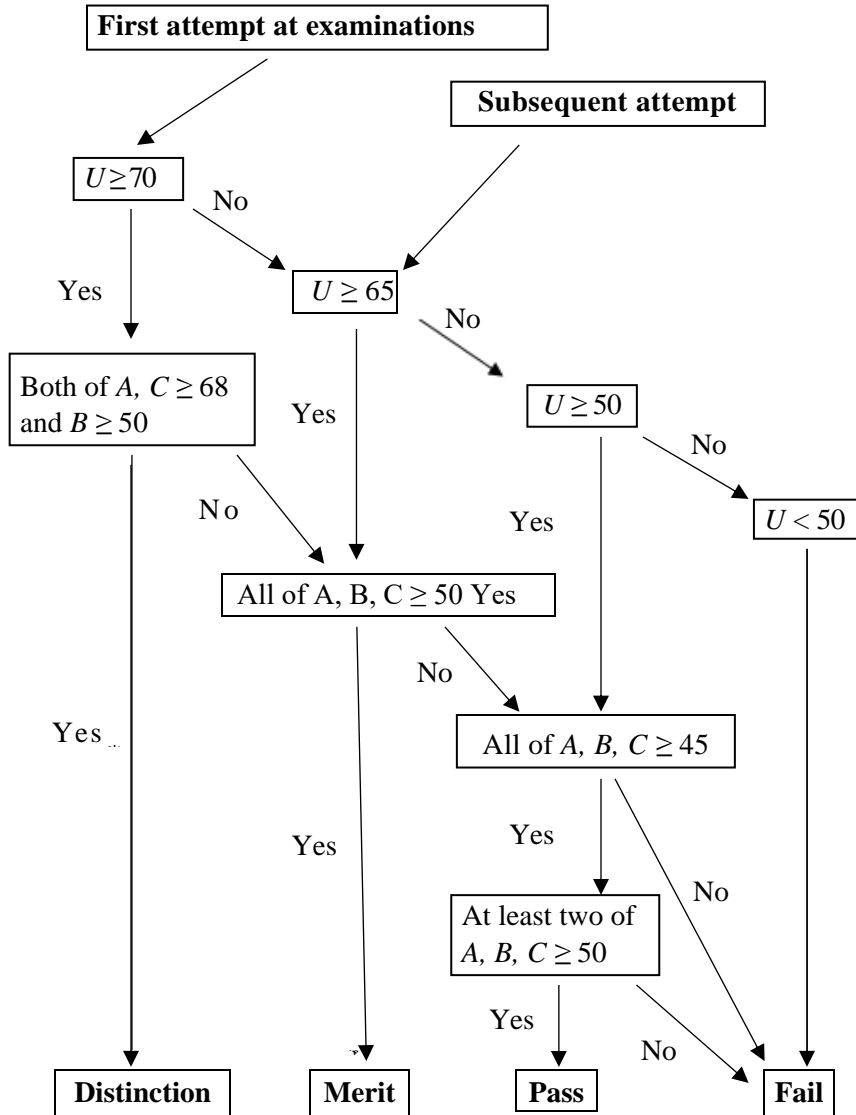 First attempt at examinations
Subsequent attempt
U ≥70
No
Yes
U ≥ 65
No
Both of A, C ≥ 68
and B ≥ 50
Yes
U ≥ 50
No
No
Yes
U < 50
All of A, B, C ≥ 50 Yes
No
Yes
All of A, B, C ≥ 45
Yes
Yes
No
At least two of
A, B, C ≥ 50
Yes
No
Distinction
Merit
Pass
Fail